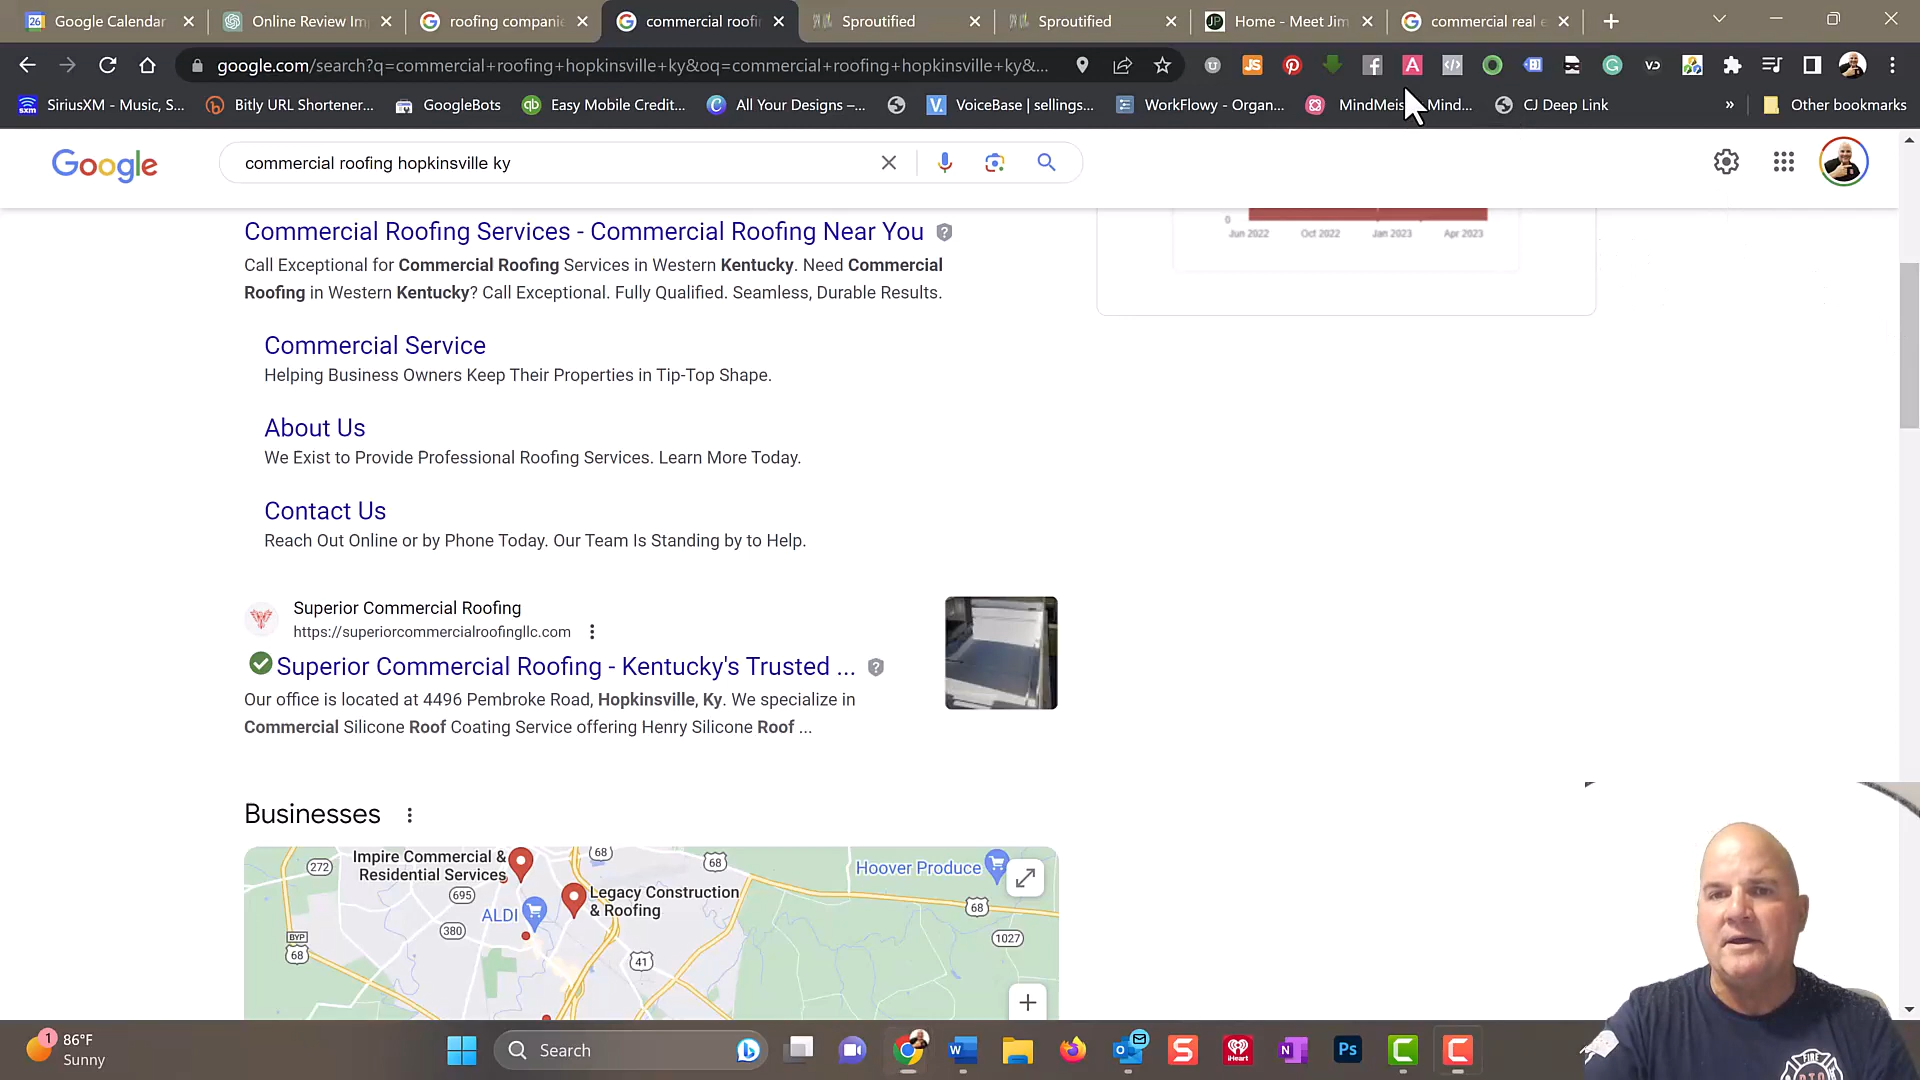 Google Calendar
Online Review Im
roofing compani
commercial roofi
Sproutified
Sproutified
Home - Meet Jim
commercial real e
google.com/search?q=commercial+roofing+hopkinsville+ky&oq=commercial+roofing+hopkinsville+ky&...
SiriusXM - Music, S...
Bitly URL Shortener...
GoogleBots
Easy Mobile Credit...
All Your Designs –...
VoiceBase | sellings...
WorkFlowy - Organ...
MindMeis Mind...
CJ Deep Link
»
Other bookmarks
Google
commercial roofing hopkinsville ky
0
Jun 2022
Oct 2022
Jan 2023
Apr 2023
Commercial Roofing Services - Commercial Roofing Near You
Call Exceptional for Commercial Roofing Services in Western Kentucky. Need Commercial
Roofing in Western Kentucky? Call Exceptional. Fully Qualified. Seamless, Durable Results.
Commercial Service
Helping Business Owners Keep Their Properties in Tip-Top Shape.
About Us
We Exist to Provide Professional Roofing Services. Learn More Today.
Contact Us
Reach Out Online or by Phone Today. Our Team Is Standing by to Help.
Superior Commercial Roofing
https://superiorcommercialroofingllc.com
Superior Commercial Roofing - Kentucky's Trusted ...
Our office is located at 4496 Pembroke Road, Hopkinsville, Ky. We specialize in
Commercial Silicone Roof Coating Service offering Henry Silicone Roof ...
Businesses
Impire Commercial &
Residential Services
272
68
68
Hoover Produce
695
Legacy Construction
& Roofing
ALDI
380
68
1027
BYP
68
41
86°F
Sunny
Search
FIRE